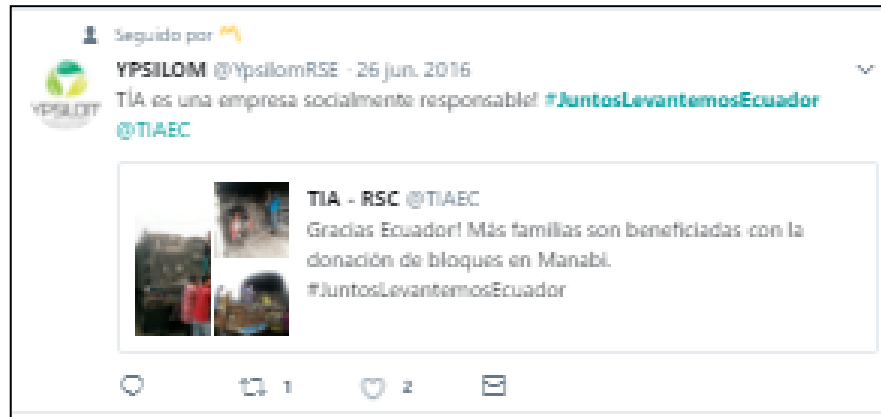 Seguido por
YPSILOM @YpsilomRSE · 26 jun. 2016
TÍA es una empresa socialmente responsable! #JuntosLevantemosEcuador
@TIAEC
YPSILOM
TIA - RSC @TIAEC
Gracias Ecuador! Más familias son beneficiadas con la
donación de bloques en Manabí.
#JuntosLevantemosEcuador
1 2